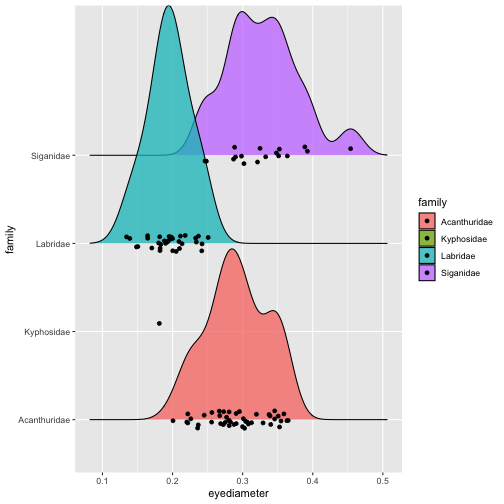 Siganidae
Labridae
Kyphosidae
Acanthuridae
family
0.1 0.2 0.3 0.4 0.5
eyediameter
family
Acanthuridae
Kyphosidae
Labridae
Siganidae